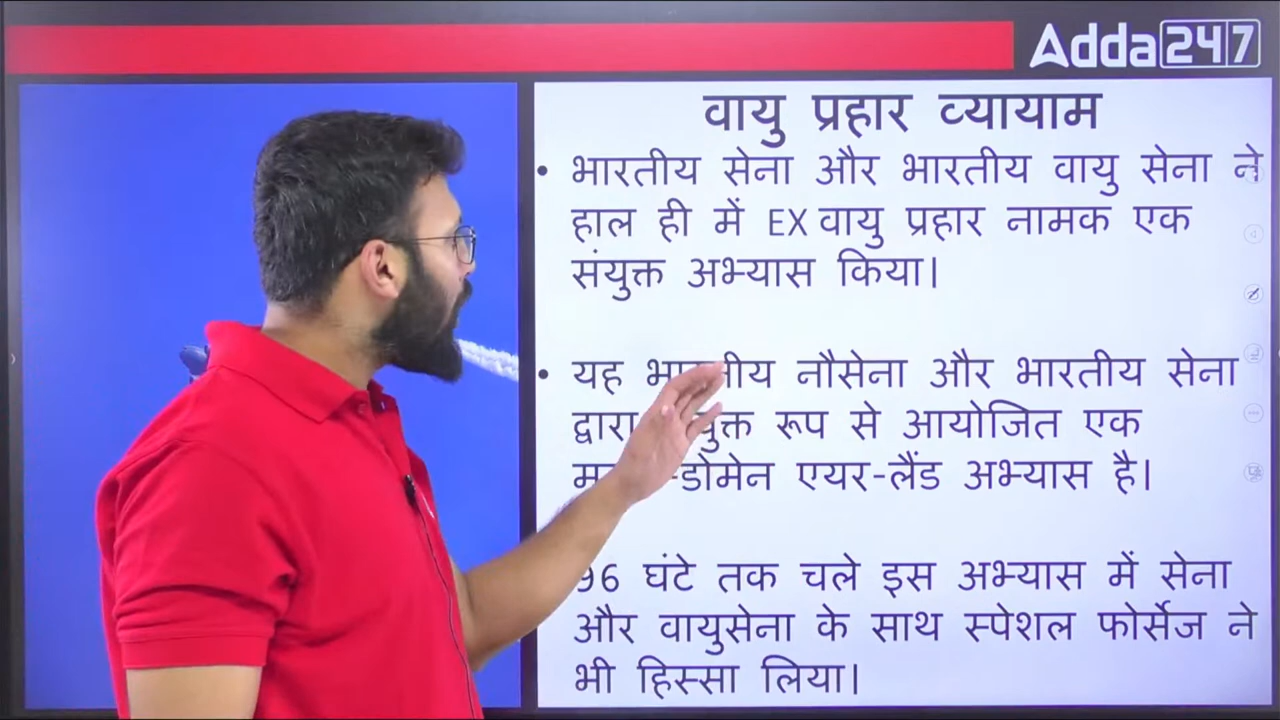 Adda247
वायु प्रहार व्यायाम
• भारतीय सेना और भारतीय वायु सेना ने
हाल ही में EX वायु प्रहार नामक एक
संयुक्त अभ्यास किया।
• यह नौसेना और भारतीय सेना
रूप से आयोजित एक
एयर-लैंड अभ्यास है।
96 घंटे तक चले इस अभ्यास में सेना
और वायुसेना के साथ स्पेशल फोर्सेज ने
भी हिस्सा लिया।